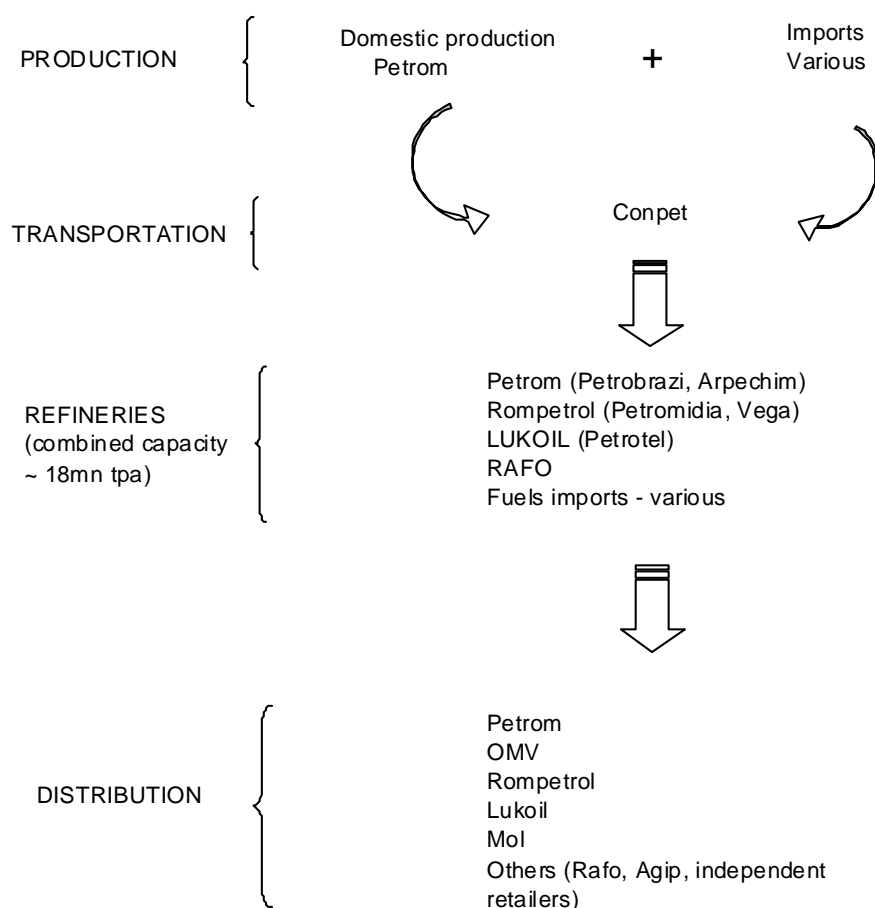 PRODUCTION
Domestic production
Petrom
+
Imports
Various
TRANSPORTATION
Conpet
REFINERIES
(combined capacity
~ 18mn tpa)
Petrom (Petrobrazi, Arpechim)
Rompetrol (Petromidia, Vega)
LUKOIL (Petrotel)
RAFO
Fuels imports - various
DISTRIBUTION
Petrom
OMV
Rompetrol
Lukoil
Mol
Others (Rafo, Agip, independent
retailers)